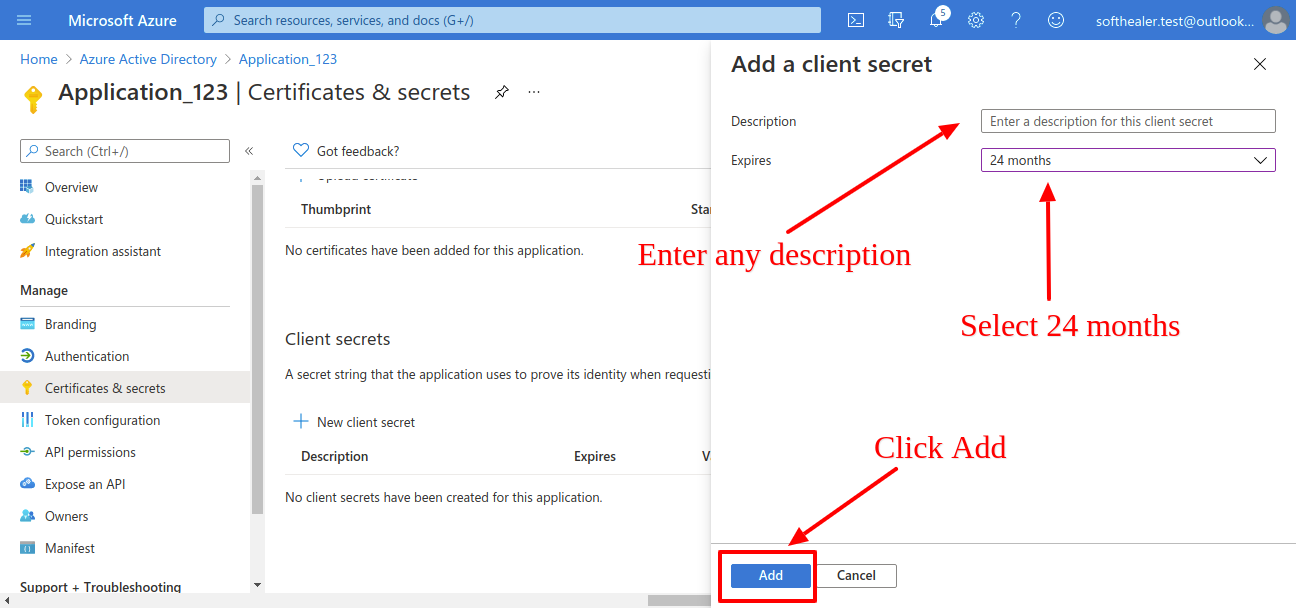 Microsoft Azure
Search resources, services, and docs (G+/)
5
softhealer.test@outlook...
Home > Azure Active Directory > Application_123
Application_123 | Certificates & secrets
Search (Ctrl+/)
Overview
Quickstart
Integration assistant
Manage
Branding
Authentication
Certificates & secrets
Token configuration
API permissions
Expose an API
Owners
Manifest
Support + Troubleshooting
Got feedback?
Upload certificate
Thumbprint Star
No certificates have been added for this application.
Client secrets
A secret string that the application uses to prove its identity when requesti
New client secret
Description Expires Va
No client secrets have been created for this application.
Add a client secret
Description
Enter a description for this client secret
Expires
24 months
Enter any description
Select 24 months
Click Add
Add
Cancel